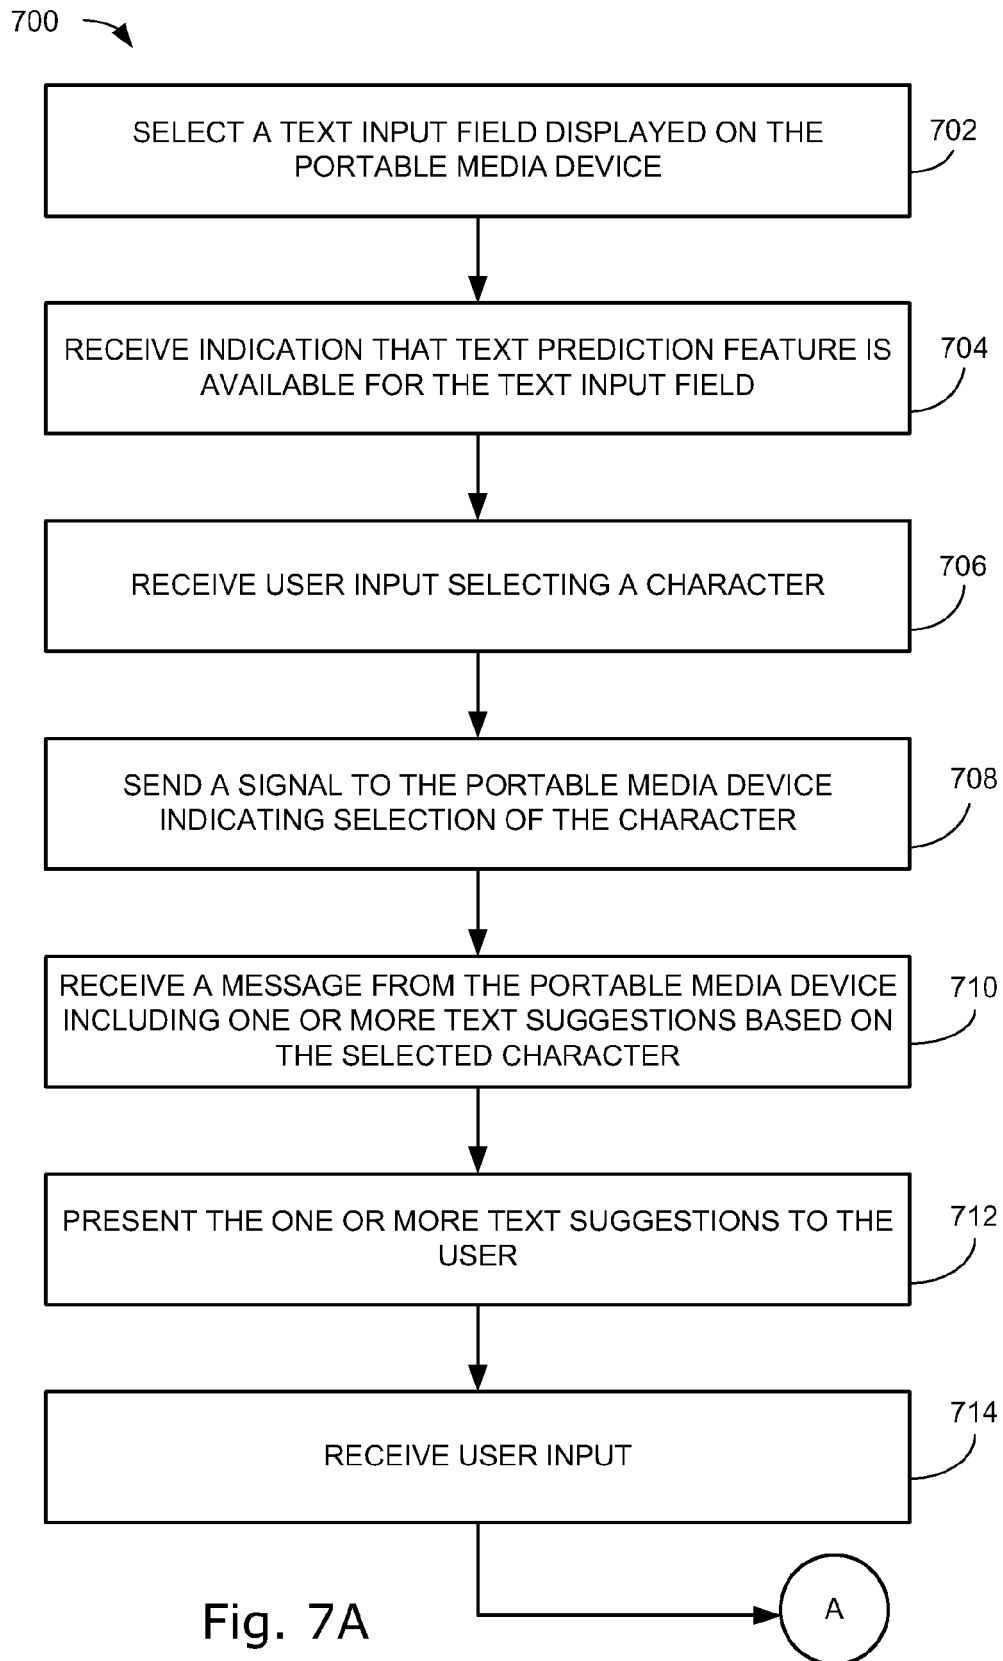 700
SELECT A TEXT INPUT FIELD DISPLAYED ON THE
PORTABLE MEDIA DEVICE
702
RECEIVE INDICATION THAT TEXT PREDICTION FEATURE IS
AVAILABLE FOR THE TEXT INPUT FIELD
704
RECEIVE USER INPUT SELECTING A CHARACTER
706
SEND A SIGNAL TO THE PORTABLE MEDIA DEVICE
INDICATING SELECTION OF THE CHARACTER
708
RECEIVE A MESSAGE FROM THE PORTABLE MEDIA DEVICE
INCLUDING ONE OR MORE TEXT SUGGESTIONS BASED ON
THE SELECTED CHARACTER
710
PRESENT THE ONE OR MORE TEXT SUGGESTIONS TO THE
USER
712
RECEIVE USER INPUT
714
A
Fig. 7A